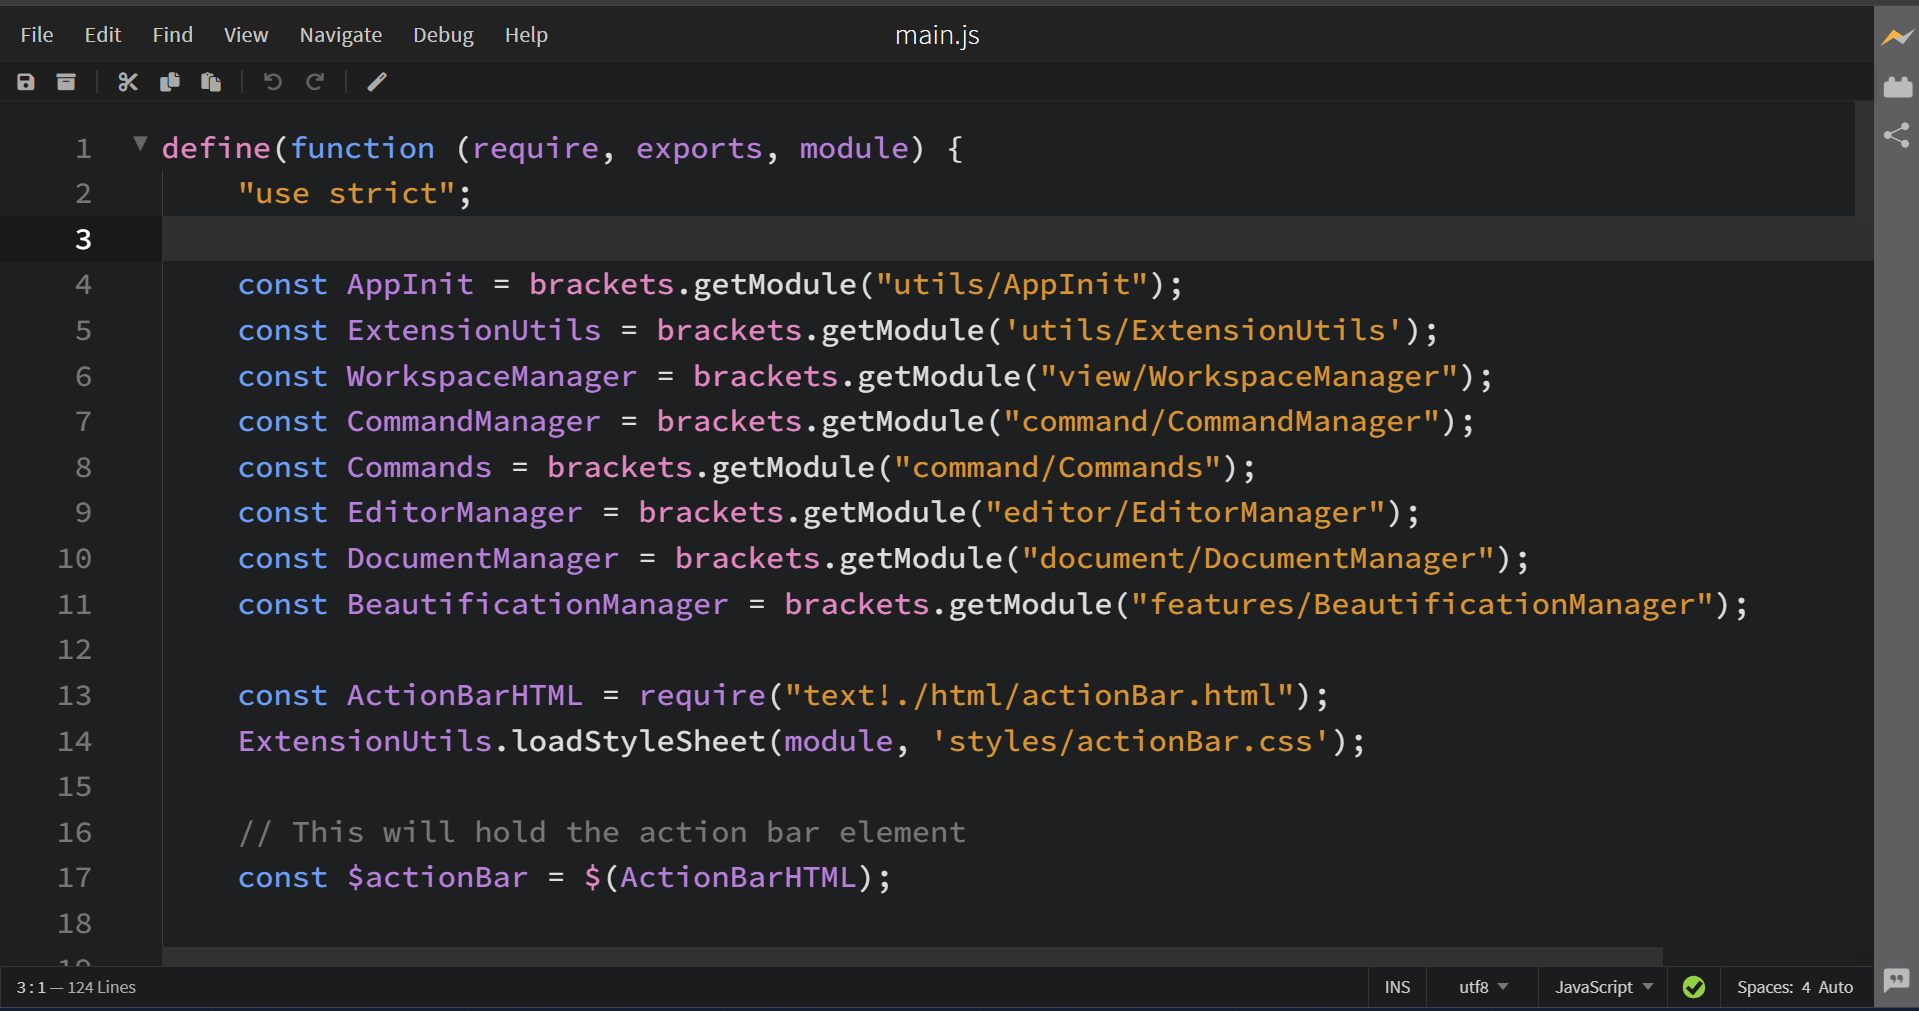 File Edit Find View Navigate Debug Help main.js
1 define(function (require, exports, module) {
2     "use strict";
3
4     const AppInit = brackets.getModule("utils/AppInit");
5     const ExtensionUtils = brackets.getModule('utils/ExtensionUtils');
6     const WorkspaceManager = brackets.getModule("view/WorkspaceManager");
7     const CommandManager = brackets.getModule("command/CommandManager");
8     const Commands = brackets.getModule("command/Commands");
9     const EditorManager = brackets.getModule("editor/EditorManager");
10     const DocumentManager = brackets.getModule("document/DocumentManager");
11     const BeautificationManager = brackets.getModule("features/BeautificationManager");
12
13     const ActionBarHTML = require("text!./html/actionBar.html");
14     ExtensionUtils.loadStyleSheet(module, 'styles/actionBar.css');
15
16     // This will hold the action bar element
17     const $actionBar = $(ActionBarHTML);
18
3:1 — 124 Lines INS utf8 JavaScript Spaces: 4 Auto